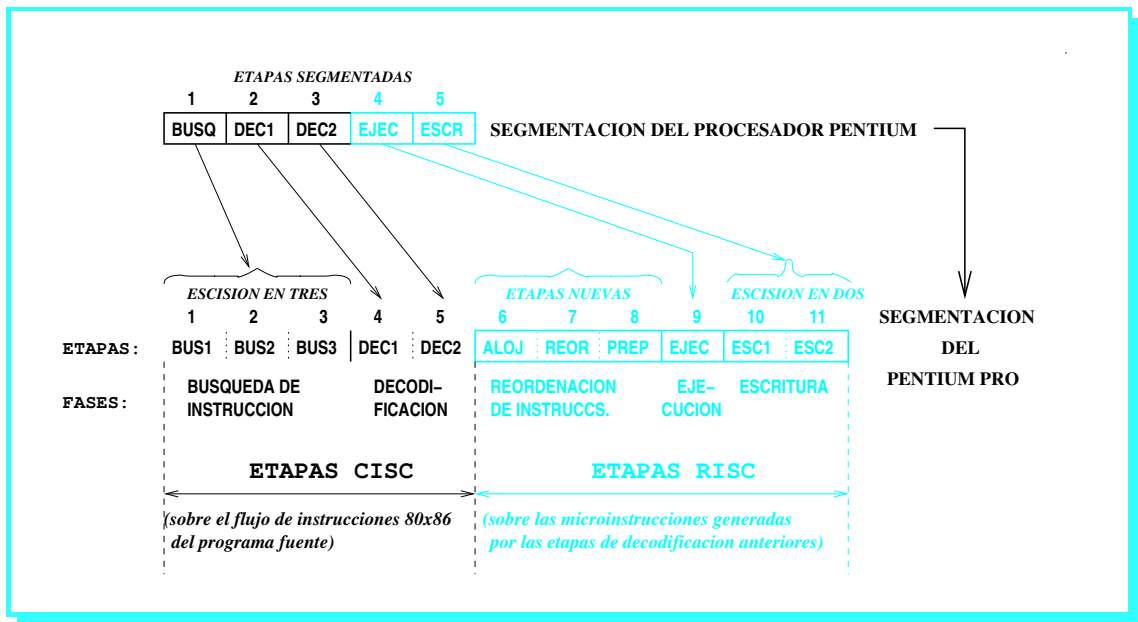 ETAPAS SEGMENTADAS
1 2 3 4 5
BUSQ DEC1 DEC2 EJEC ESCR SEGMENTACION DEL PROCESADOR PENTIUM
ESCISION EN TRES ETAPAS NUEVAS ESCISION EN DOS
1 2 3 4 5 6 7 8 9 10 11 SEGMENTACION
ETAPAS: BUS1 BUS2 BUS3 DEC1 DEC2 ALOJ REOR PREP EJEC ESC1 ESC2 DEL
PENTIUM PRO
FASES: BUSQUEDA DE DECODI- REORDENACION EJE- ESCRITURA
INSTRUCCION FICACION DE INSTRUCCS. CUCION
ETAPAS CISC ETAPAS RISC
(sobre el flujo de instrucciones 80x86 (sobre las microinstrucciones generadas
del programa fuente) por las etapas de decodificacion anteriores)